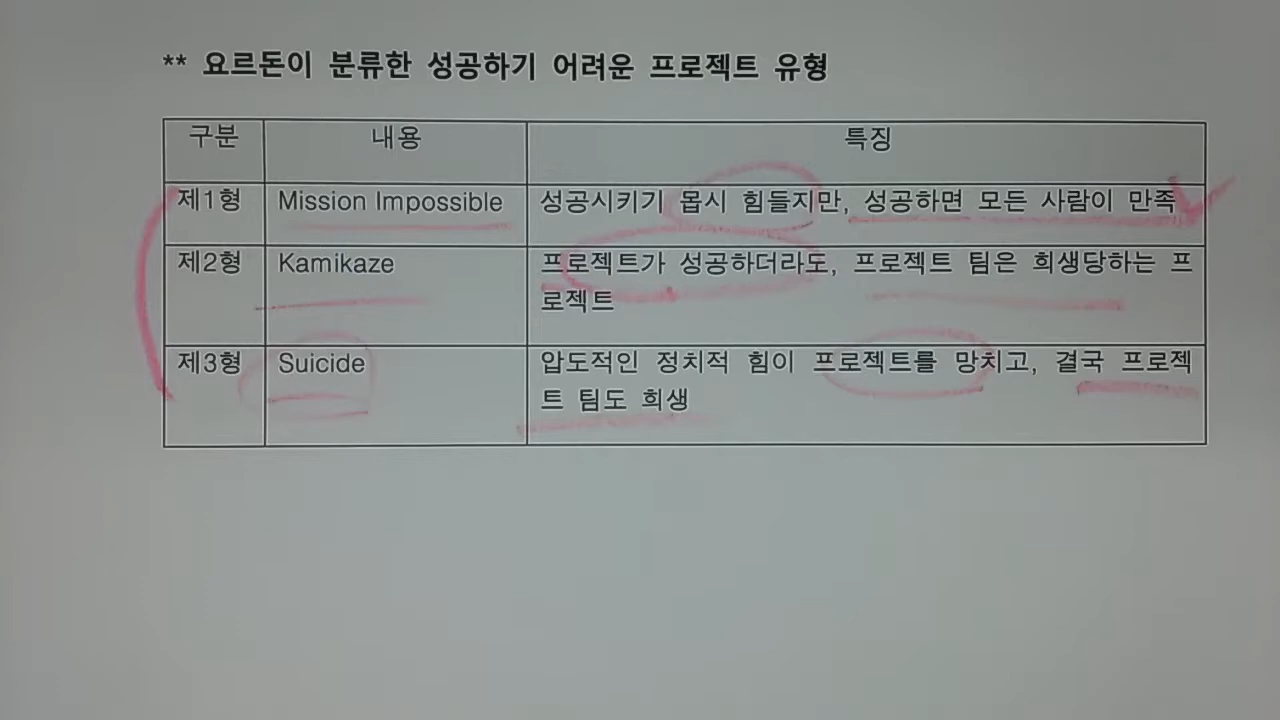 ** 요르돈이 분류한 성공하기 어려운 프로젝트 유형
구분 내용 특징
제1형 Mission Impossible 성공시키기 몹시 힘들지만, 성공하면 모든 사람이 만족
제2형 Kamikaze 프로젝트가 성공하더라도, 프로젝트 팀은 희생당하는 프
로젝트
제3형 Suicide 압도적인 정치적 힘이 프로젝트를 망치고, 결국 프로젝
트 팀도 희생